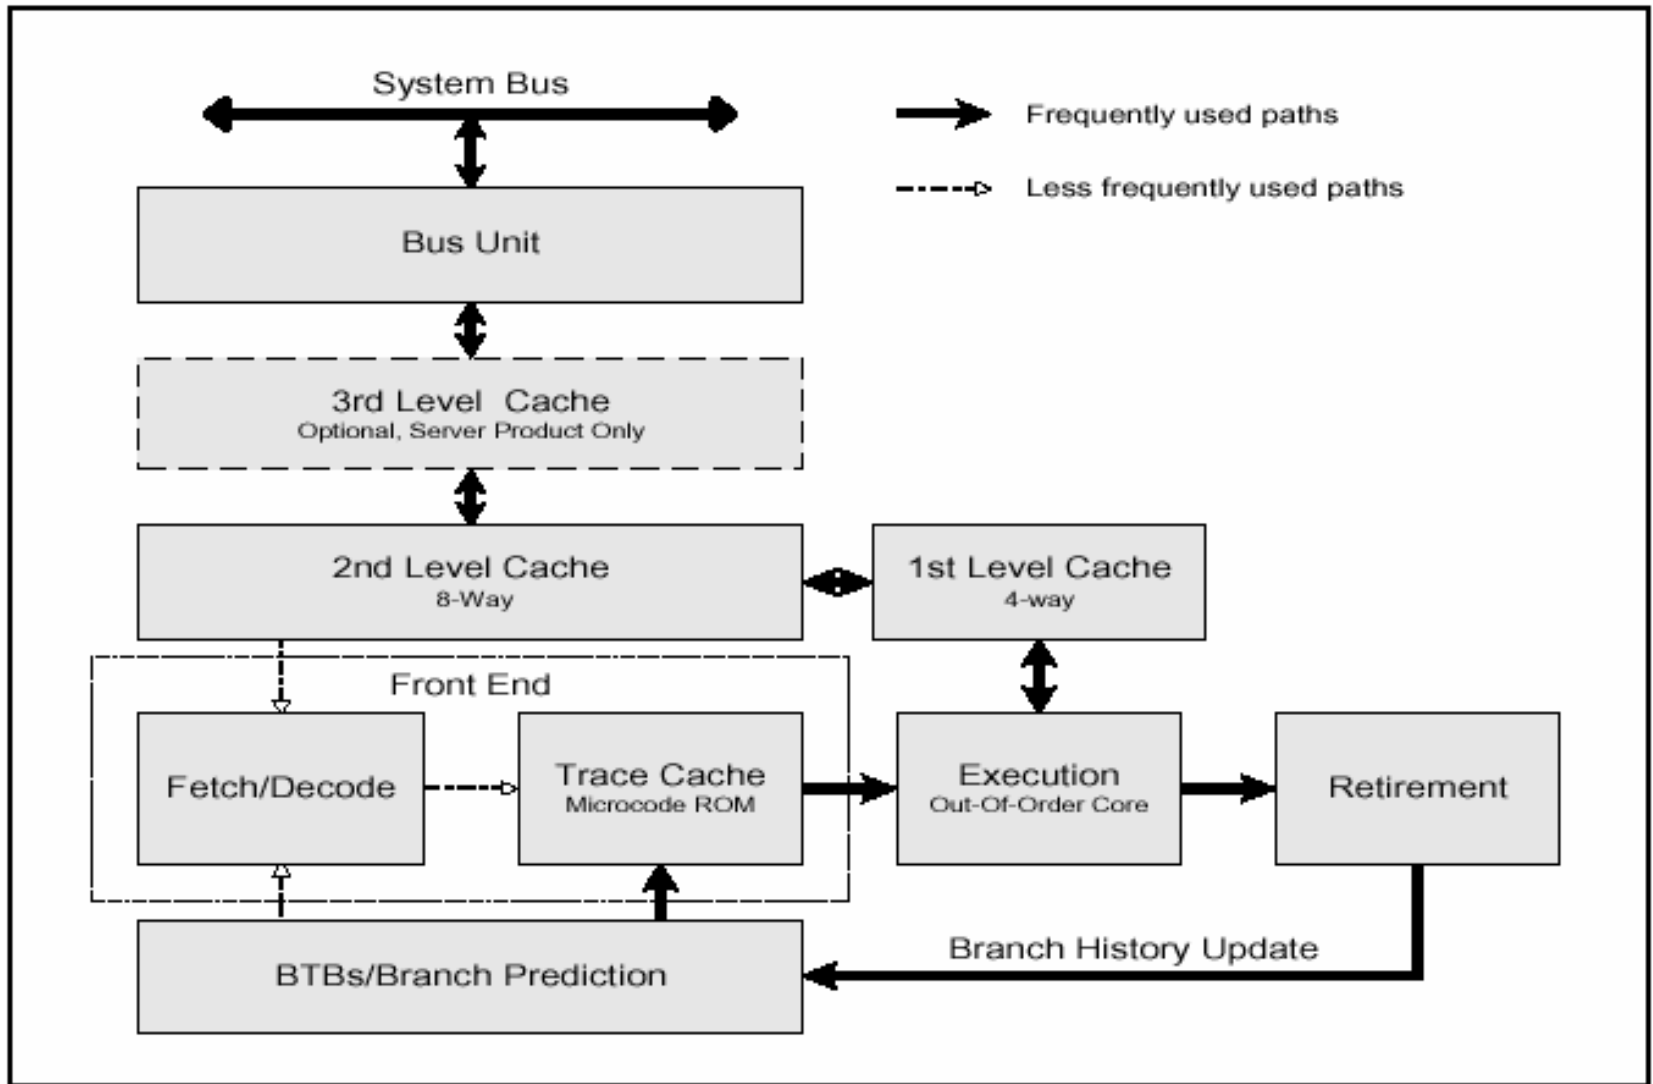 System Bus
Frequently used paths
Less frequently used paths
Bus Unit
3rd Level Cache
Optional, Server Product Only
2nd Level Cache
8-Way
1st Level Cache
4-way
Front End
Fetch/Decode
Trace Cache
Microcode ROM
Execution
Out-Of-Order Core
Retirement
Branch History Update
BTBs/Branch Prediction